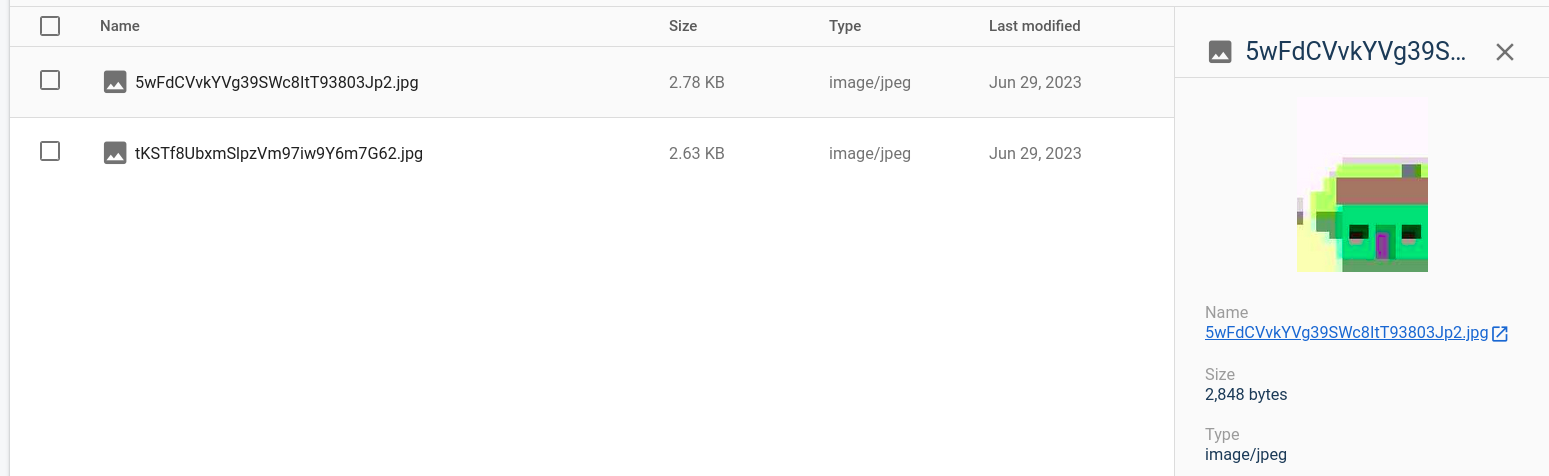 Name Size Type Last modified
5wFdCVvkYVg39SWc8ItT93803Jp2.jpg 2.78 KB image/jpeg Jun 29, 2023
tKSTf8UbxmSlpzVm97iw9Y6m7G62.jpg 2.63 KB image/jpeg Jun 29, 2023
5wFdCVvkYVg39S...
Name
5wFdCVvkYVg39SWc8ItT93803Jp2.jpg
Size
2,848 bytes
Type
image/jpeg